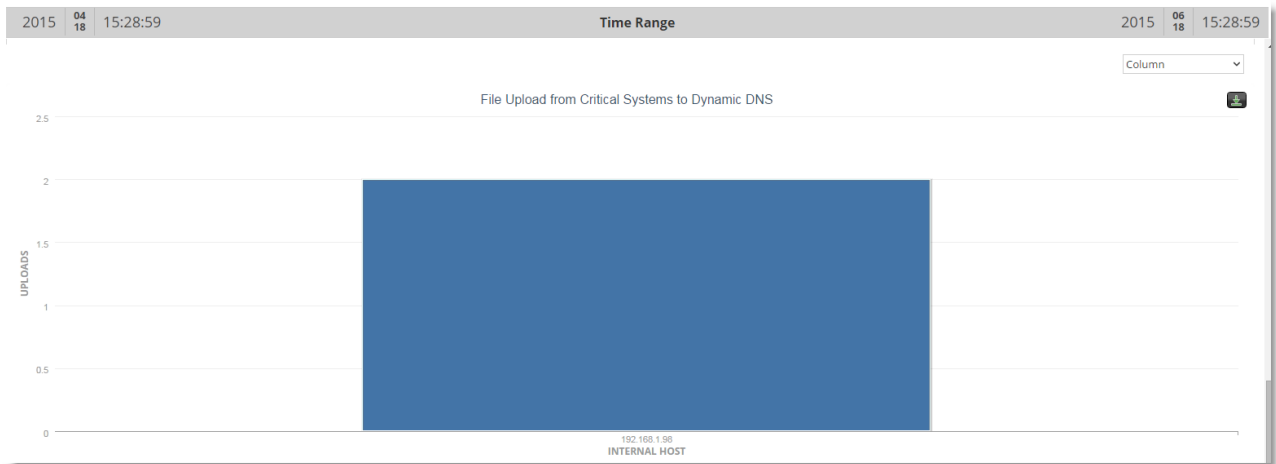 2015 04 18 15:28:59 Time Range 2015 06 18 15:28:59
Column
File Upload from Critical Systems to Dynamic DNS
2.5
2
1.5
1
0.5
0
UPLOADS
192.168.1.98
INTERNAL HOST